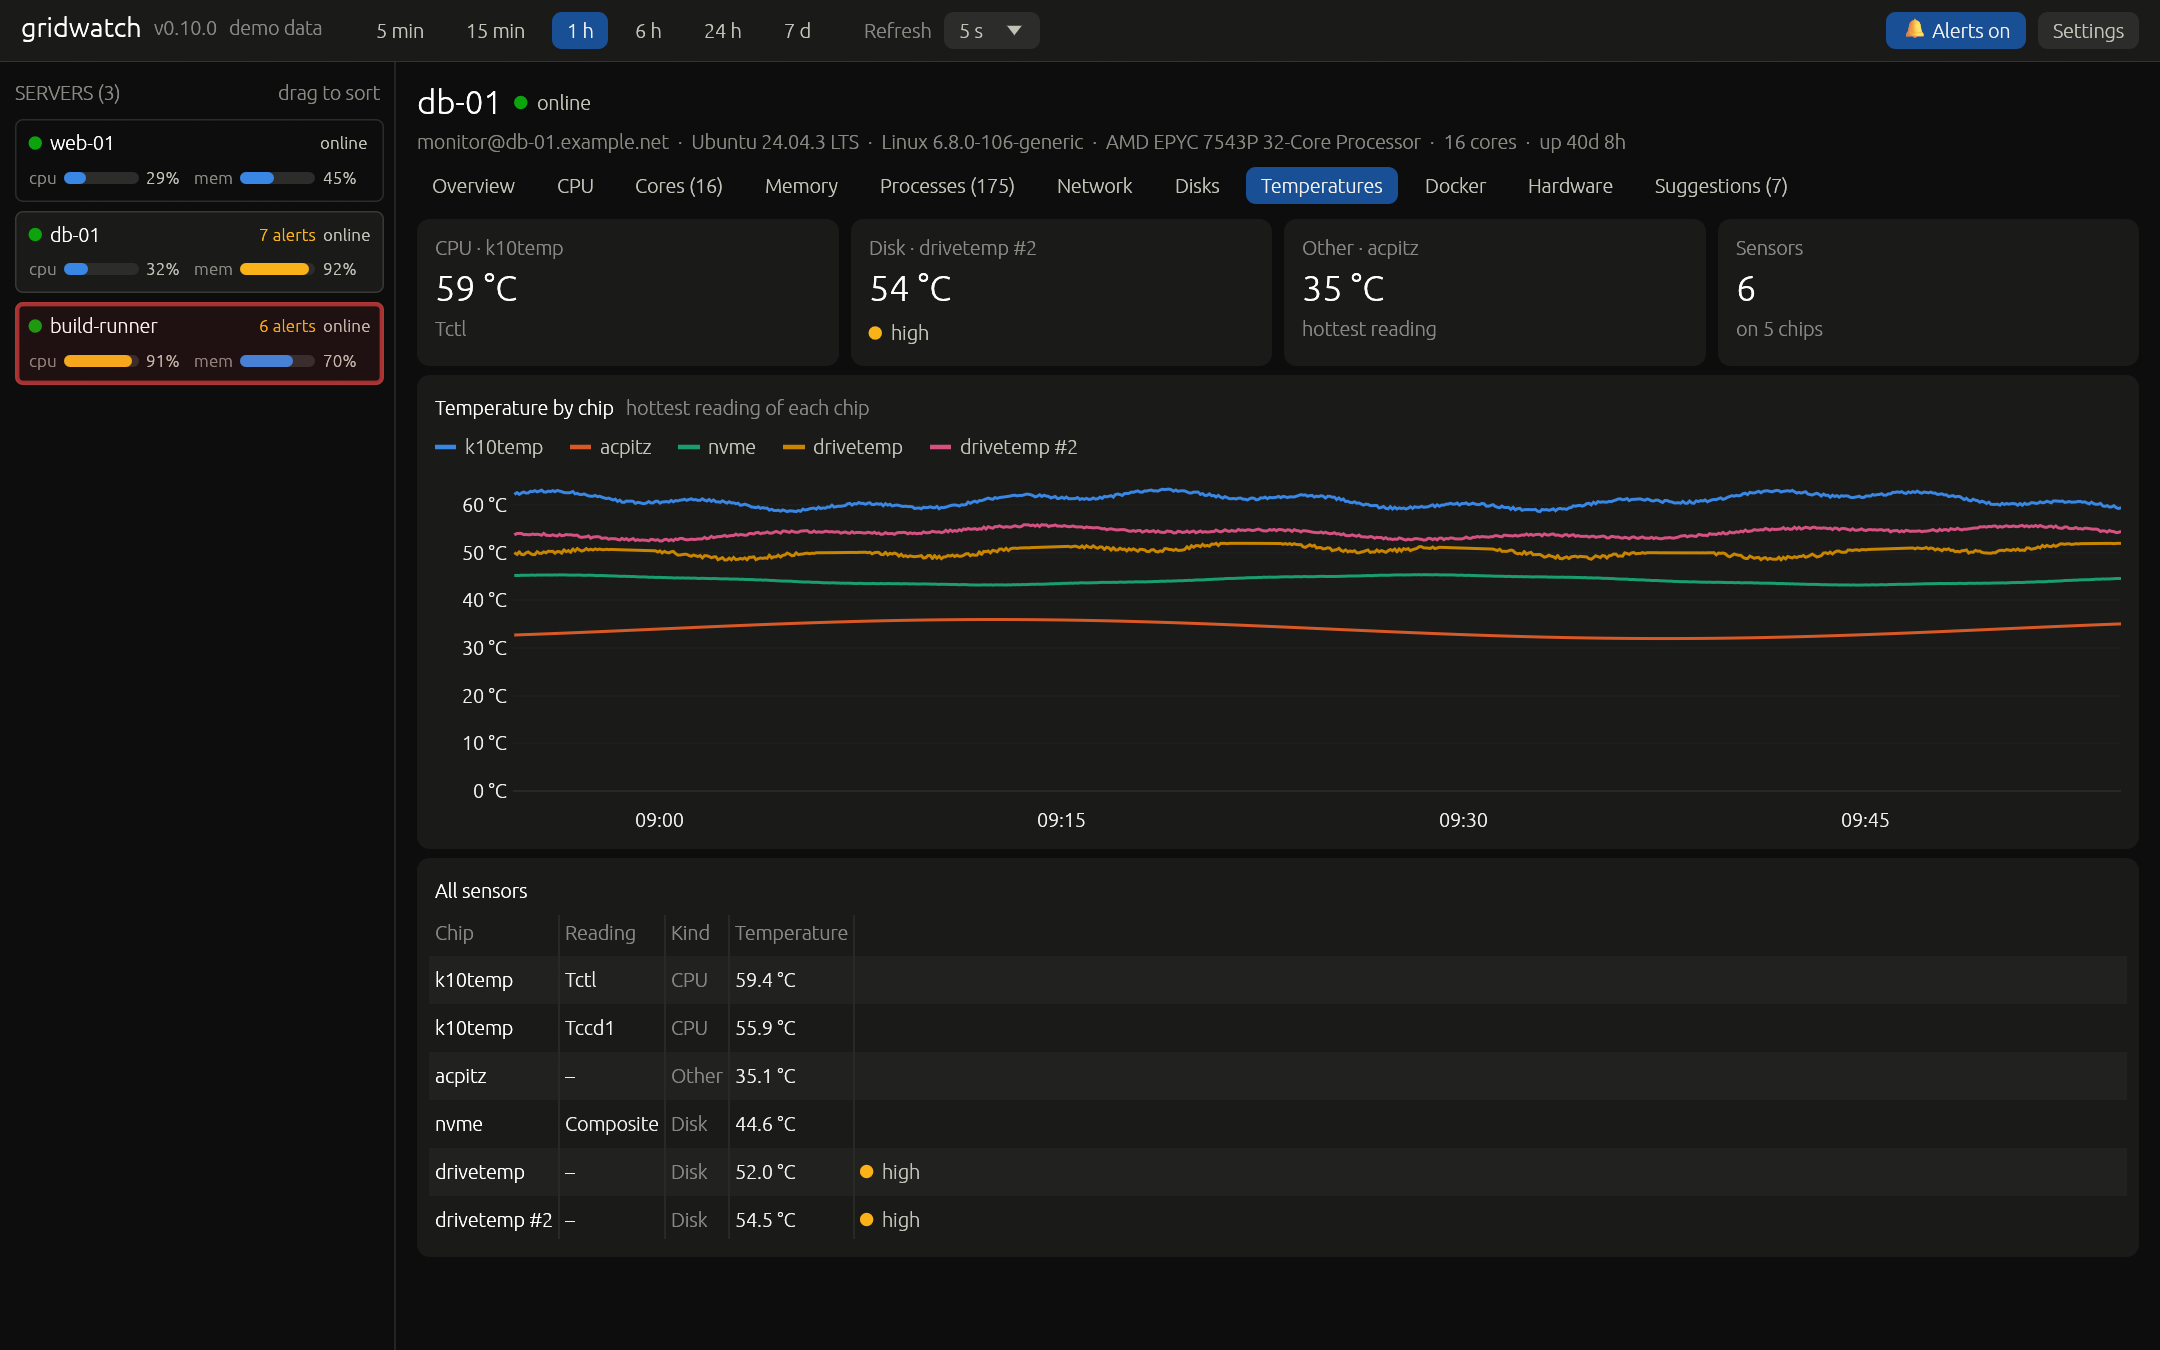 gridwatch v0.10.0 demo data 5 min 15 min 1 h 6 h 24 h 7 d Refresh 5 s Alerts on Settings
SERVERS (3) drag to sort
web-01 online
cpu 29% mem 45%
db-01 7 alerts online
cpu 32% mem 92%
build-runner 6 alerts online
cpu 91% mem 70%
db-01 online
monitor@db-01.example.net · Ubuntu 24.04.3 LTS · Linux 6.8.0-106-generic · AMD EPYC 7543P 32-Core Processor · 16 cores · up 40d 8h
Overview CPU Cores (16) Memory Processes (175) Network Disks Temperatures Docker Hardware Suggestions (7)
CPU · k10temp
59 °C
Tctl
Disk · drivetemp #2
54 °C
high
Other · acpitz
35 °C
hottest reading
Sensors
6
on 5 chips
Temperature by chip hottest reading of each chip
k10temp acpitz nvme drivetemp drivetemp #2
60 °C
50 °C
40 °C
30 °C
20 °C
10 °C
0 °C
09:00 09:15 09:30 09:45
All sensors
Chip Reading Kind Temperature
k10temp Tctl CPU 59.4 °C
k10temp Tccd1 CPU 55.9 °C
acpitz – Other 35.1 °C
nvme Composite Disk 44.6 °C
drivetemp – Disk 52.0 °C high
drivetemp #2 – Disk 54.5 °C high